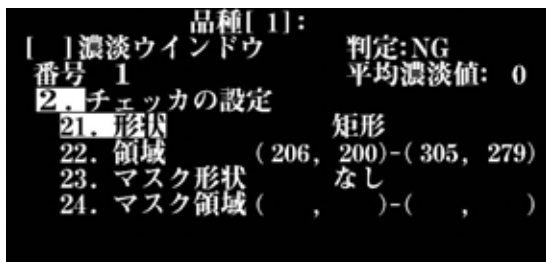 品種[ 1]:
[ ]濃淡ウインドウ 判定:NG
番号 1 平均濃淡値: 0
2. チェッカの設定
21. 形状 矩形
22. 領域 (206, 200)-(305, 279)
23. マスク形状 なし
24. マスク領域( , )-( , )